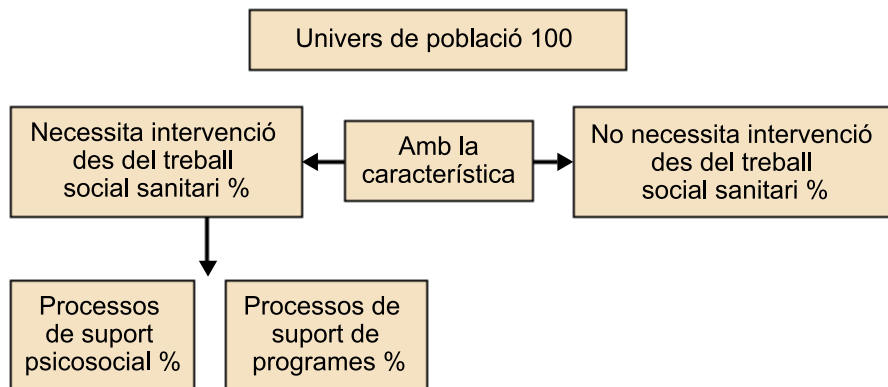 Univers de població 100
Necessita intervenció
des del treball
social sanitari %
Amb la
característica
No necessita intervenció
des del treball
social sanitari %
Processos
de suport
psicosocial %
Processos de
suport de
programes %